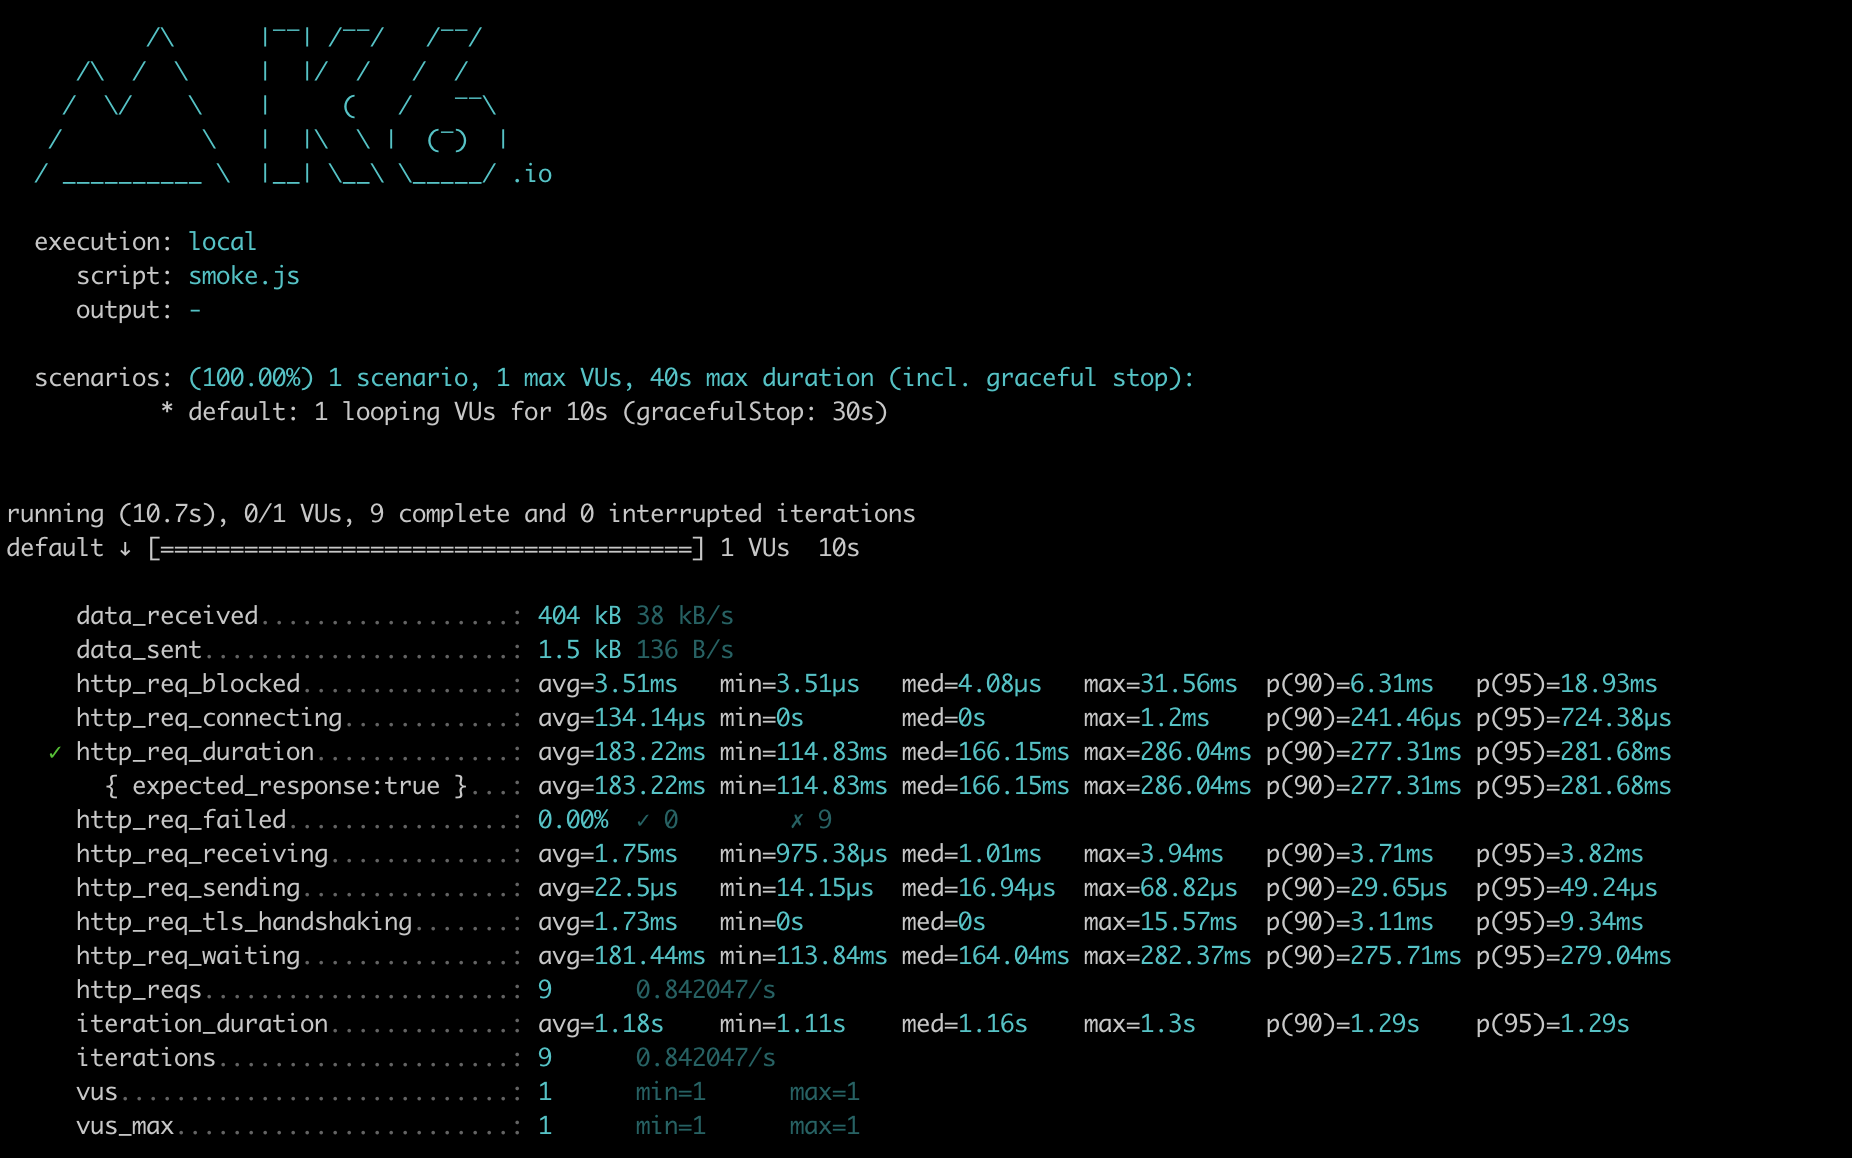 /\      |‾‾| /‾‾/   /‾‾/
    /\  /  \     |  |/  /   /  /
   /  \/    \    |     (   /   ‾‾\
  /          \   |  |\  \ |  (‾)  |
 / __________ \  |__| \__\ \_____/ .io
execution: local
script: smoke.js
output: -
scenarios: (100.00%) 1 scenario, 1 max VUs, 40s max duration (incl. graceful stop):
* default: 1 looping VUs for 10s (gracefulStop: 30s)
running (10.7s), 0/1 VUs, 9 complete and 0 interrupted iterations
default ↓ [======================================] 1 VUs  10s
data_received..................: 404 kB 38 kB/s
data_sent......................: 1.5 kB 136 B/s
http_req_blocked...............: avg=3.51ms   min=3.51µs   med=4.08µs   max=31.56ms  p(90)=6.31ms   p(95)=18.93ms
http_req_connecting............: avg=134.14µs min=0s       med=0s       max=1.2ms    p(90)=241.46µs p(95)=724.38µs
✓ http_req_duration..............: avg=183.22ms min=114.83ms med=166.15ms max=286.04ms p(90)=277.31ms p(95)=281.68ms
{ expected_response:true }...: avg=183.22ms min=114.83ms med=166.15ms max=286.04ms p(90)=277.31ms p(95)=281.68ms
http_req_failed................: 0.00%  ✓ 0        ✗ 9
http_req_receiving.............: avg=1.75ms   min=975.38µs med=1.01ms   max=3.94ms   p(90)=3.71ms   p(95)=3.82ms
http_req_sending...............: avg=22.5µs   min=14.15µs  med=16.94µs  max=68.82µs  p(90)=29.65µs  p(95)=49.24µs
http_req_tls_handshaking.......: avg=1.73ms   min=0s       med=0s       max=15.57ms  p(90)=3.11ms   p(95)=9.34ms
http_req_waiting...............: avg=181.44ms min=113.84ms med=164.04ms max=282.37ms p(90)=275.71ms p(95)=279.04ms
http_reqs......................: 9      0.842047/s
iteration_duration.............: avg=1.18s    min=1.11s    med=1.16s    max=1.3s     p(90)=1.29s    p(95)=1.29s
iterations.....................: 9      0.842047/s
vus............................: 1      min=1      max=1
vus_max........................: 1      min=1      max=1